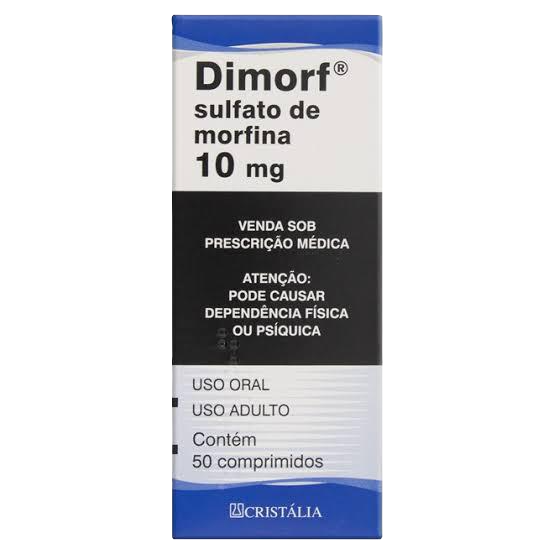 Dimorf®
sulfato de
morfina
10 mg
VENDA SOB
PRESCRIÇÃO MÉDICA
ATENÇÃO:
PODE CAUSAR
DEPENDÊNCIA FÍSICA
OU PSÍQUICA
USO ORAL
USO ADULTO
Contém
50 comprimidos
CRISTÁLIA